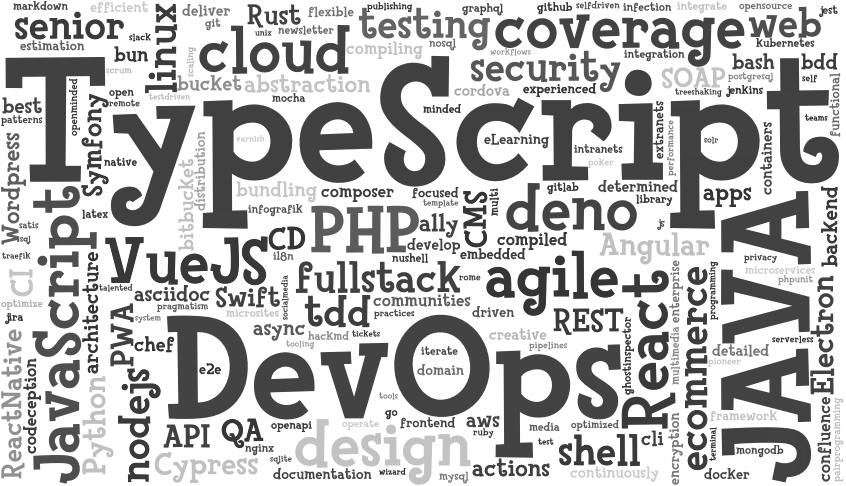 markdown
efficient
deliver
Rust
flexible
publishing
graphql
github
selfdriven
infection
integrate
opensource
jest
senior
slack
git
unix
newsletter
testing
coverage
web
estimation
bun
linux
scaling
cloud
compiling
nosql
workflows
integration
Kubernetes
scrum
bucket
abstraction
security
SOAP
bash
bdd
postgresql
self
best
patterns
open
remote
testdriven
mocha
cordova
experienced
treeshaking
jenkins
functional
openminded
minded
TypeScript
extranets
performance
solr
teams
containers
varnish
eLearning
intranets
poker
native
Symfony
distribution
bitbucket
Wordpress
bundling
composer
focused
template
gitlab
determined
library
apps
latex
infografik
PHP
ally
CMS
multi
deno
jr
satis
sql
traefik
JavaScript
VueJS
CD
i18n
develop
nushell
compiled
embedded
Angular
backend
JAVA
privacy
microservices
phpunit
CI
optimize
jira
architecture
talented
asciidoc
pragmatism
Swift
socialmedia
fullstack
rome
agile
communities
microsites
system
PWA
tdd
practices
driven
React
multimedia
enterprise
ecommerce
programming
Electron
async
tooling
hackmd
tickets
creative
REST
serverless
chef
DevOps
iterate
domain
pipelines
ghostinspector
detailed
pioneer
e2e
ReactNative
codeception
Python
nodejs
tools
go
frontend
aws
ruby
media
optimized
framework
API
QA
nginx
openapi
operate
design
tert
shell
cli
encryption
terminal
mongodb
confluence
pairprogramming
Cypress
sqlite
documentation
wizard
mysql
actions
continuously
docker